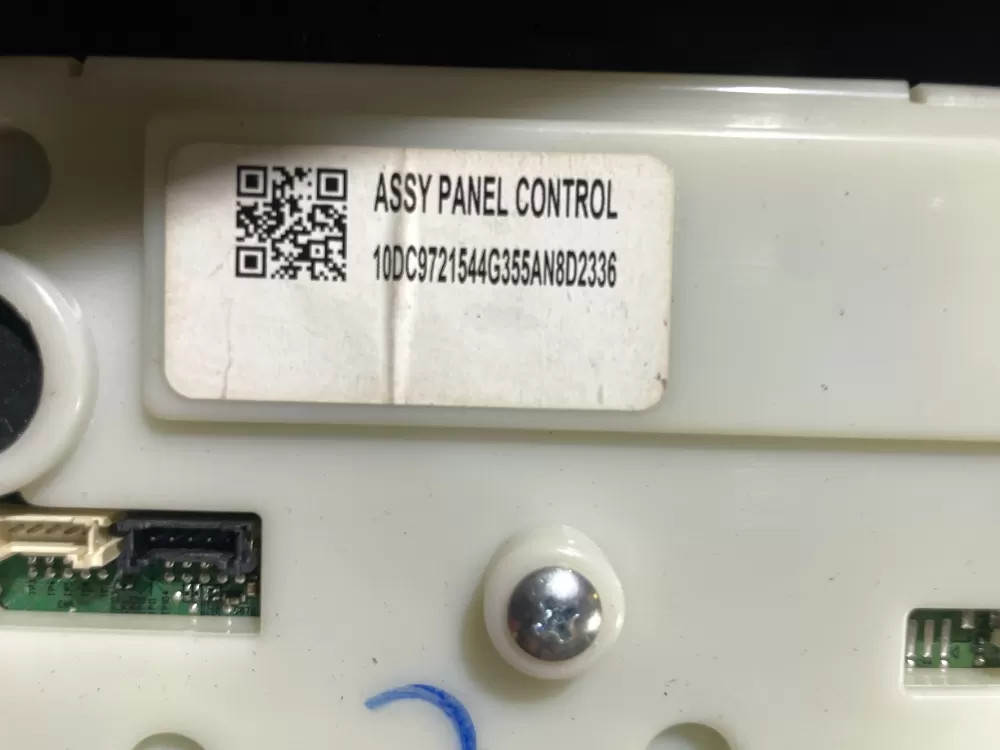 ASSY PANEL CONTROL
10DC9721544G355AN8D2336